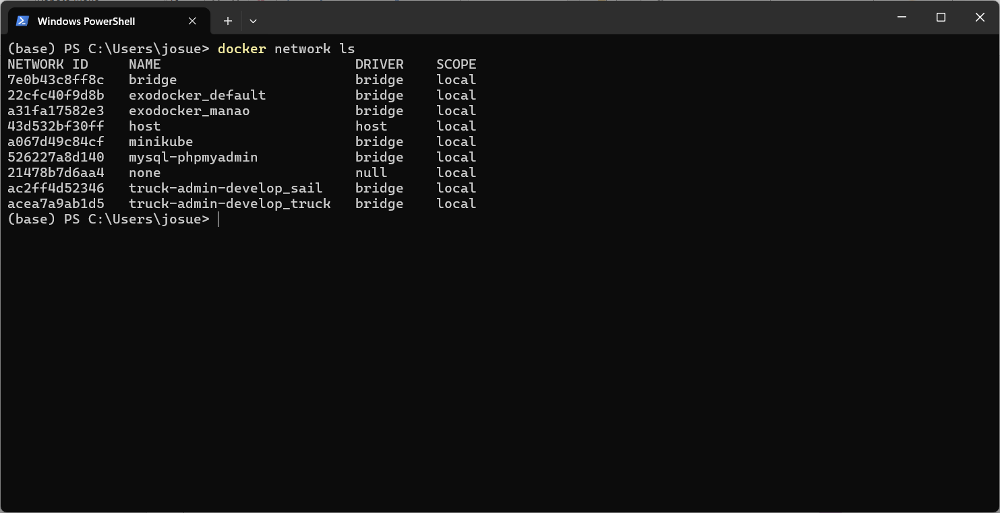 Windows PowerShell
(base) PS C:\Users\josue> docker network ls
NETWORK ID     NAME                        DRIVER    SCOPE
7e0b43c8ff8c   bridge                      bridge    local
22cfc40f9d8b   exodocker_default           bridge    local
a31fa17582e3   exodocker_manao             bridge    local
43d532bf30ff   host                        host      local
a067d49c84cf   minikube                    bridge    local
526227a8d140   mysql-phpmyadmin            bridge    local
21478b7d6aa4   none                        null      local
ac2ff4d52346   truck-admin-develop_sail    bridge    local
acea7a9ab1d5   truck-admin-develop_truck   bridge    local
(base) PS C:\Users\josue>